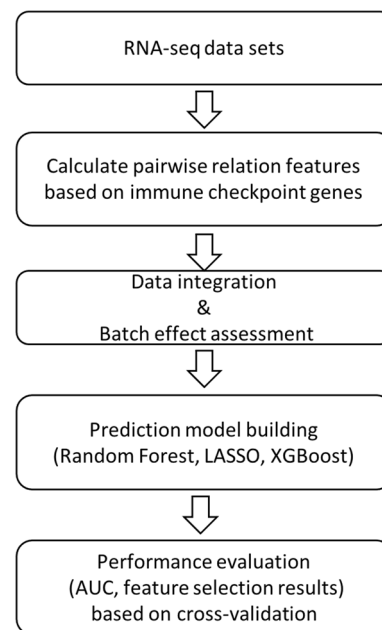 RNA-seq data sets
Calculate pairwise relation features
based on immune checkpoint genes
Data integration
&
Batch effect assessment
Prediction model building
(Random Forest, LASSO, XGBoost)
Performance evaluation
(AUC, feature selection results)
based on cross-validation